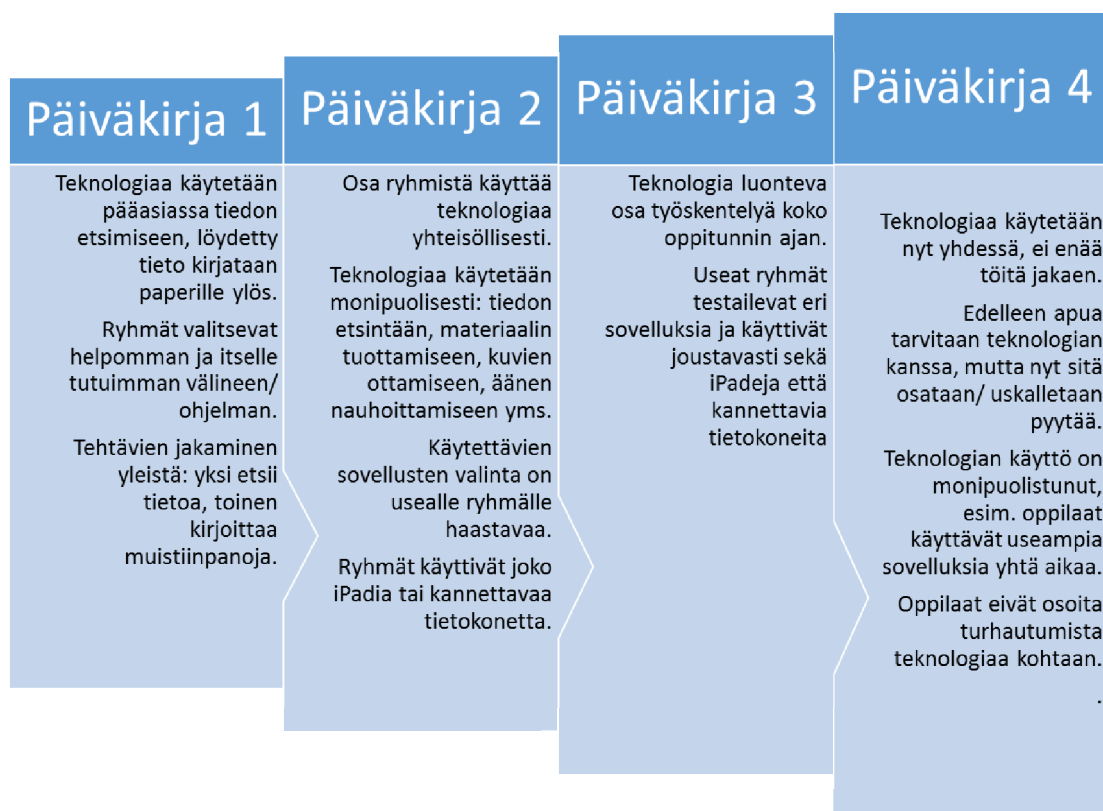 Päiväkirja 1
Teknologiaa käytetään
pääasiassa tiedon
etsimiseen, löydetty
tieto kirjataan
paperille ylös.
Ryhmät valitsevat
helpomman ja itselle
tutuimman välineen/
ohjelman.
Tehtävien jakaminen
yleistä: yksi etsii
tietoa, toinen
kirjoittaa
muistiinpanoja.
Päiväkirja 2
Osa ryhmistä käyttää
teknologiaa
yhteisöllisesti.
Teknologiaa käytetään
monipuolisesti: tiedon
etsintään, materiaalin
tuottamiseen, kuvien
ottamiseen, äänen
nauhoittamiseen yms.
Käytettävien
sovellusten valinta on
usealle ryhmälle
haastavaa.
Ryhmät käyttivät joko
iPadia tai kannettavaa
tietokonetta.
Päiväkirja 3
Teknologia luonteva
osa työskentelyä koko
oppitunnin ajan.
Useat ryhmät
testailevat eri
sovelluksia ja käyttivät
joustavasti sekä
iPadeja että
kannettavia
tietokoneita
Päiväkirja 4
Teknologiaa käytetään
nyt yhdessä, ei enää
töitä jakaen.
Edelleen apua
tarvitaan teknologian
kanssa, mutta nyt sitä
osataan/ uskalletaan
pyytää.
Teknologian käyttö on
monipuolistunut,
esim. oppilaat
käyttävät useampia
sovelluksia yhtä aikaa.
Oppilaat eivät osoita
turhautumista
teknologiaa kohtaan.
.